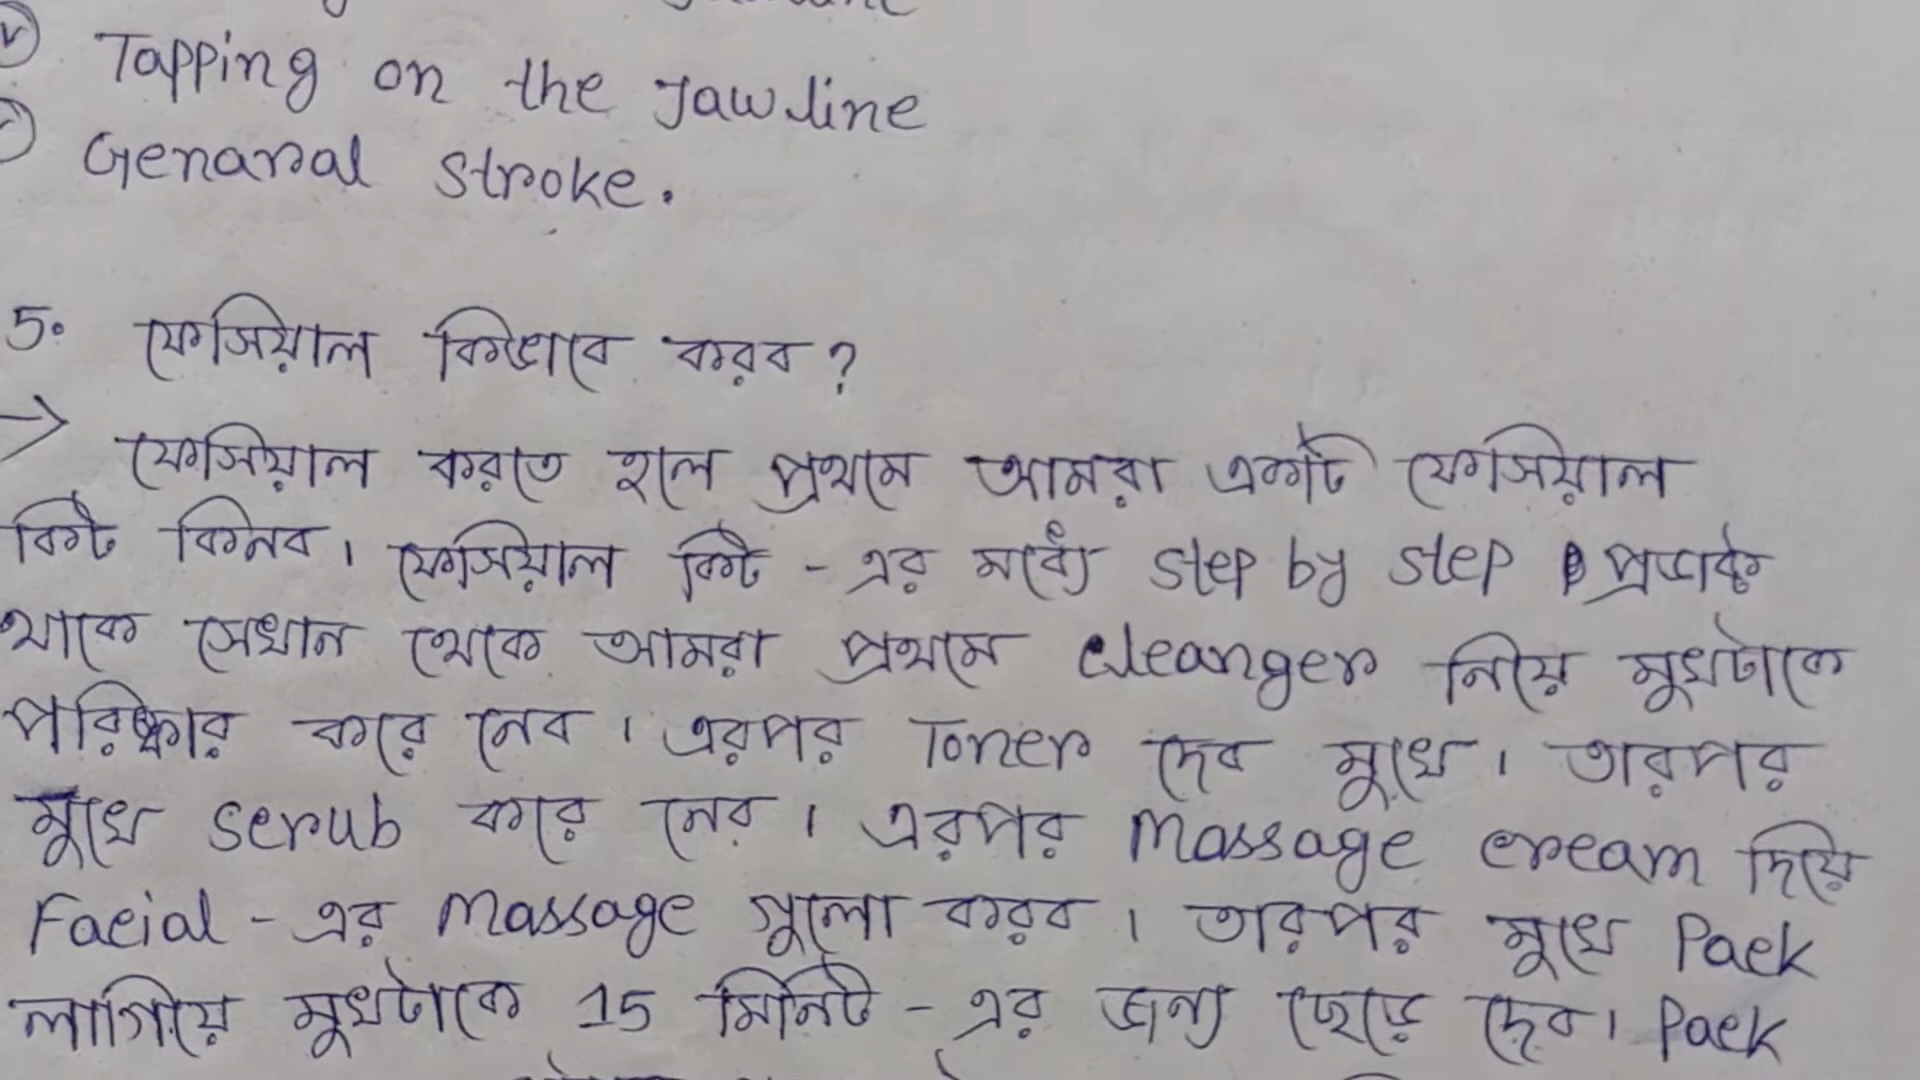 Tapping on the Jawline
Genaral stroke.
5. ফেসিয়াল কিভাবে করব?
→ ফেসিয়াল করতে হলে প্রথমে আমরা একটি ফেসিয়াল
কিট কিনব। ফেসিয়াল কিট - এর মধ্যে step by step
থাকে সেখান থেকে আমরা প্রথমে cleanger নিয়ে মুখটাকে
পরিষ্কার করে নেব। এরপর Toner দেব মুখে। তারপর
মুখে scrub করে নেব। এরপর Massage cream দিয়ে
Facial - এর Massage গুলো করব। তারপর মুখে Pack
লাগিয়ে মুখটাকে 15 মিনিট - এর জন্য ছেড়ে দেব। Pack